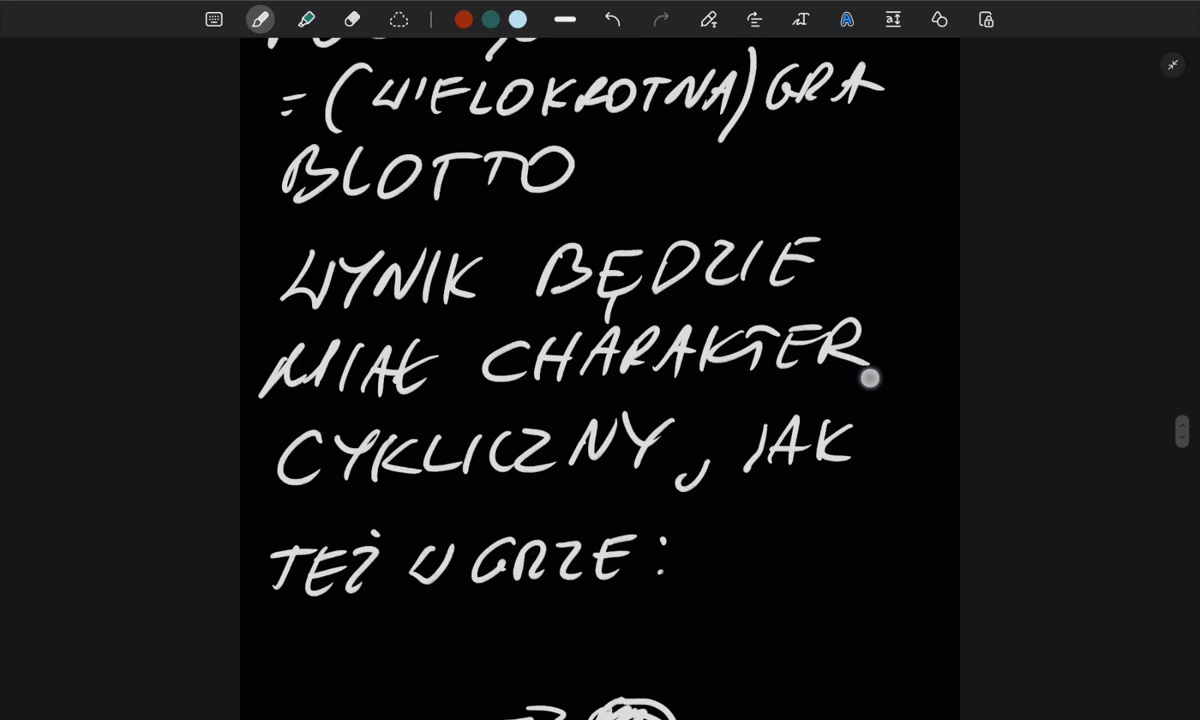 = (WIELOKROTNA) GRA
BLOTTO
WYNIK BĘDZIE
MIAŁ CHARAKTER
CYKLICZNY, JAK
TEŻ W GRZE: